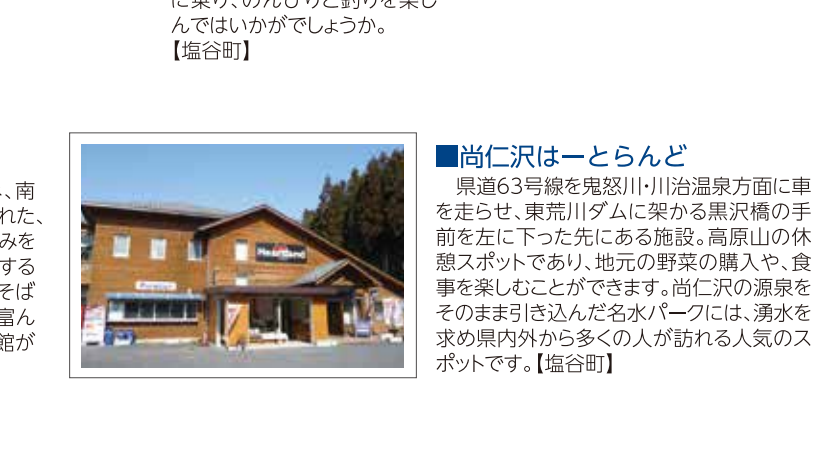 に乗り、のんびりと釣りを楽し
んではいかがでしょうか。
【塩谷町】
、南
れた、
みを
する
そば
富ん
館が
Heartland
■尚仁沢はーとらんど
県道63号線を鬼怒川・川治温泉方面に車
を走らせ、東荒川ダムに架かる黒沢橋の手
前を左に下った先にある施設。高原山の休
憩スポットであり、地元の野菜の購入や、食
事を楽しむことができます。尚仁沢の源泉を
そのまま引き込んだ名水パークには、湧水を
求め県内外から多くの人が訪れる人気のス
ポットです。【塩谷町】